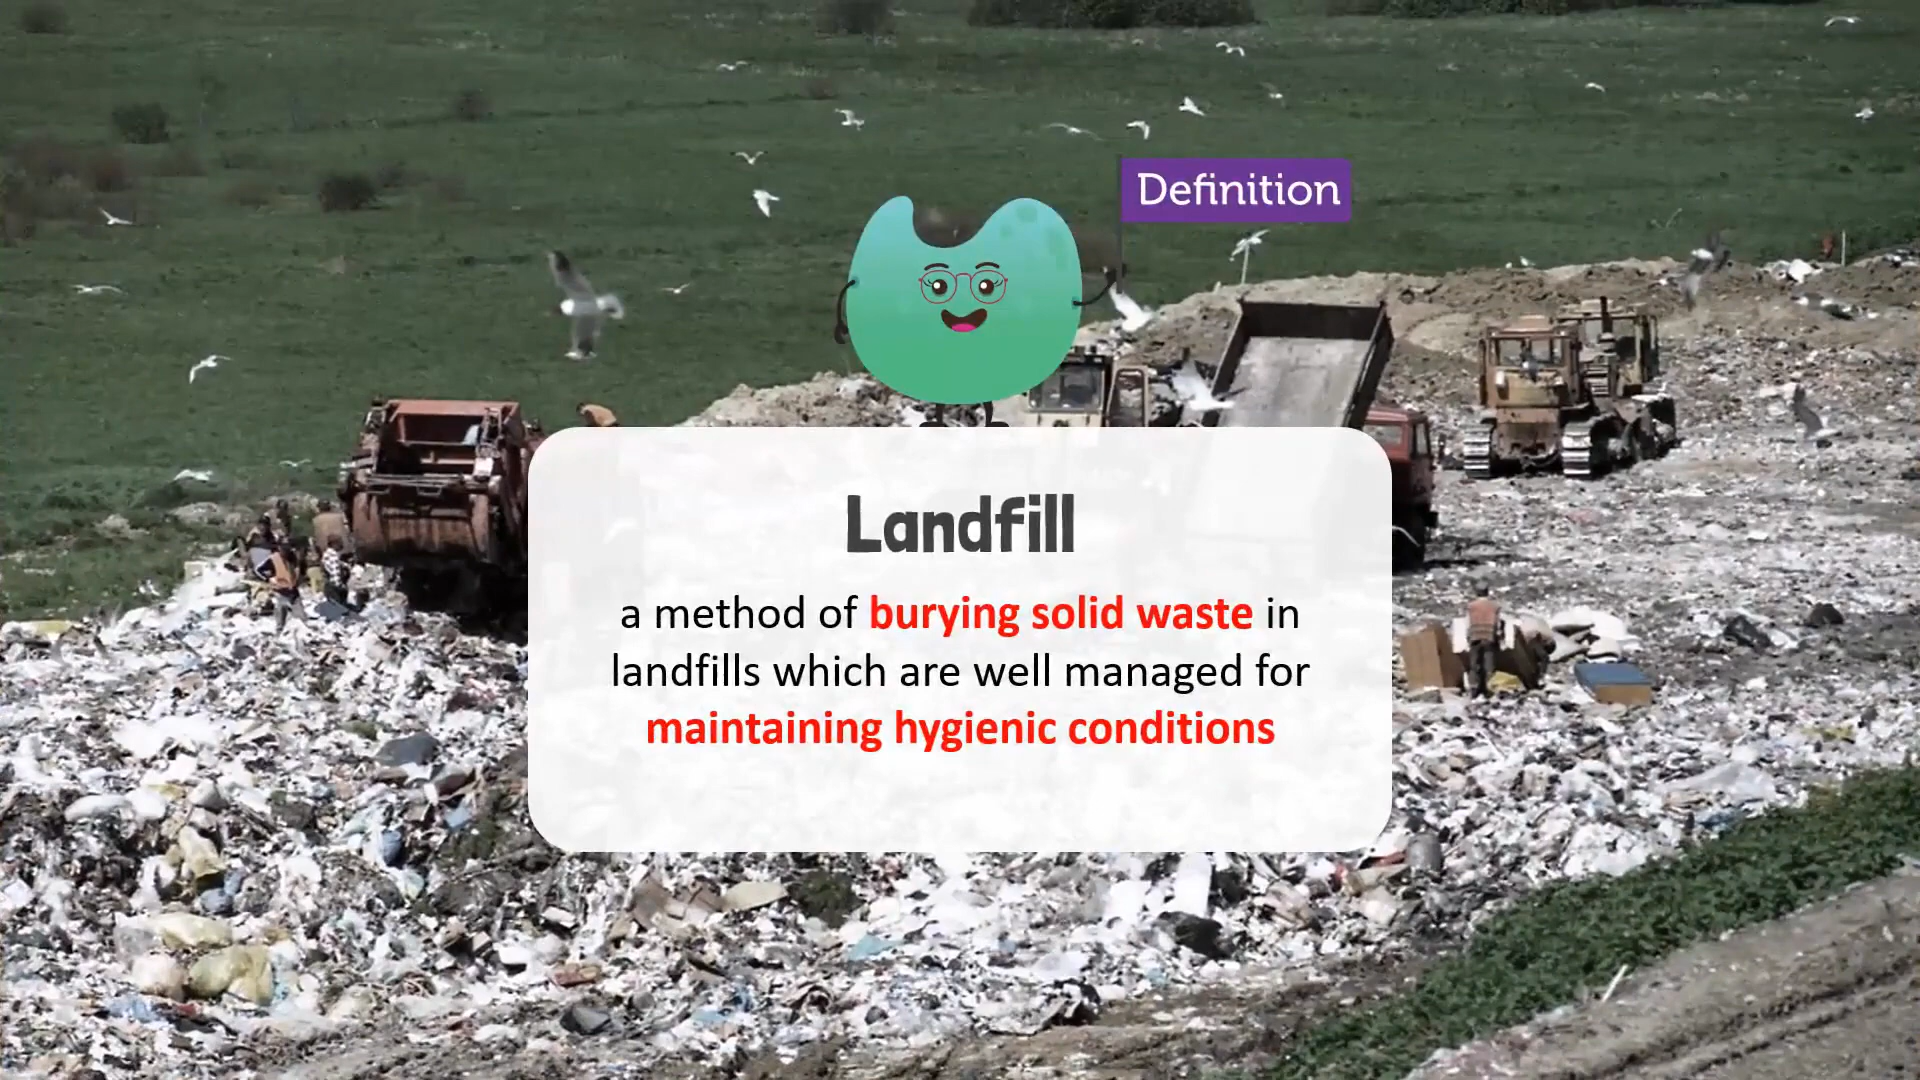 Definition
Landfill
a method of burying solid waste in
landfills which are well managed for
maintaining hygienic conditions